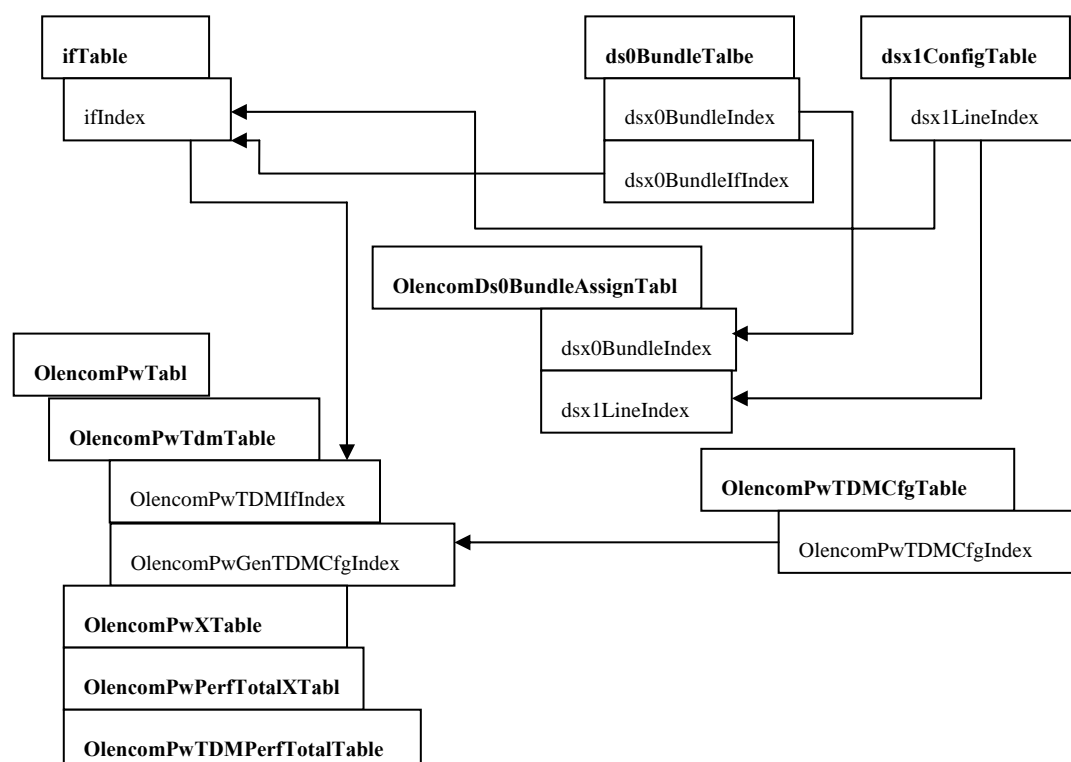 ifTable
ifIndex
ds0BundleTalbe
dsx0BundleIndex
dsx0BundleIfIndex
dsx1ConfigTable
dsx1LineIndex
OlencomDs0BundleAssignTabl
dsx0BundleIndex
dsx1LineIndex
OlencomPwTabl
OlencomPwTdmTable
OlencomPwTDMIfIndex
OlencomPwGenTDMCfgIndex
OlencomPwTDMCfgTable
OlencomPwTDMCfgIndex
OlencomPwXTable
OlencomPwPerfTotalXTabl
OlencomPwTDMPerfTotalTable